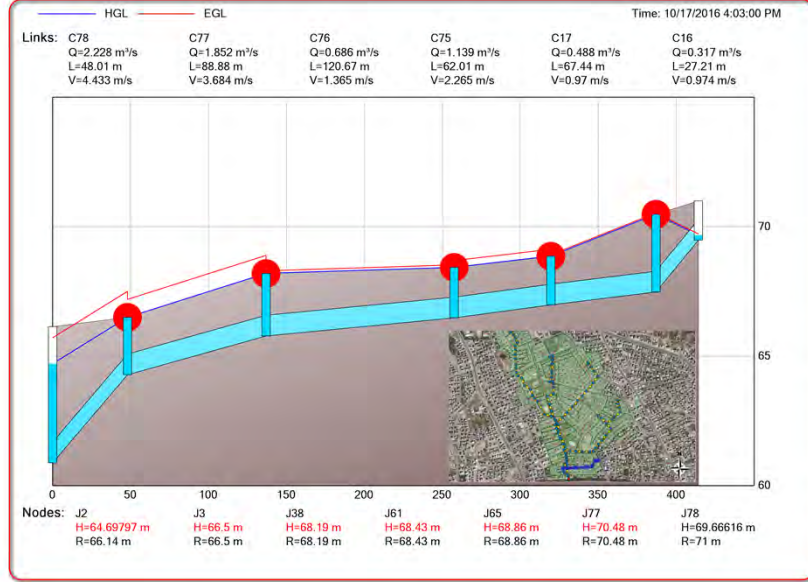 HGL EGL Time: 10/17/2016 4:03:00 PM
Links: C78 C77 C76 C75 C17 C16
Q=2.228 m³/s Q=1.852 m³/s Q=0.686 m³/s Q=1.139 m³/s Q=0.488 m³/s Q=0.317 m³/s
L=48.01 m L=88.88 m L=120.67 m L=62.01 m L=67.44 m L=27.21 m
V=4.433 m/s V=3.684 m/s V=1.365 m/s V=2.265 m/s V=0.97 m/s V=0.974 m/s
70
65
60
0 50 100 150 200 250 300 350 400
Nodes: J2 J3 J38 J61 J65 J77 J78
H=64.69797 m H=66.5 m H=68.19 m H=68.43 m H=68.86 m H=70.48 m H=69.66616 m
R=66.14 m R=66.5 m R=68.19 m R=68.43 m R=68.86 m R=70.48 m R=71 m